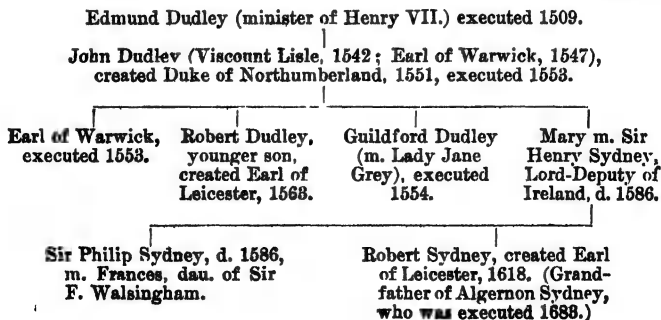 Edmund Dudley (minister of Henry VII.) executed 1509.
John Dudley (Viscount Lisle, 1542; Earl of Warwick, 1547),
created Duke of Northumberland, 1551, executed 1553.
Earl of Warwick,
executed 1553.
Robert Dudley,
younger son,
created Earl of
Leicester, 1563.
Guildford Dudley
(m. Lady Jane
Grey), executed
1554.
Mary m. Sir
Henry Sydney,
Lord-Deputy of
Ireland, d. 1586.
Sir Philip Sydney, d. 1586,
m. Frances, dau. of Sir
F. Walsingham.
Robert Sydney, created Earl
of Leicester, 1618. (Grand-
father of Algernon Sydney,
who was executed 1683.)